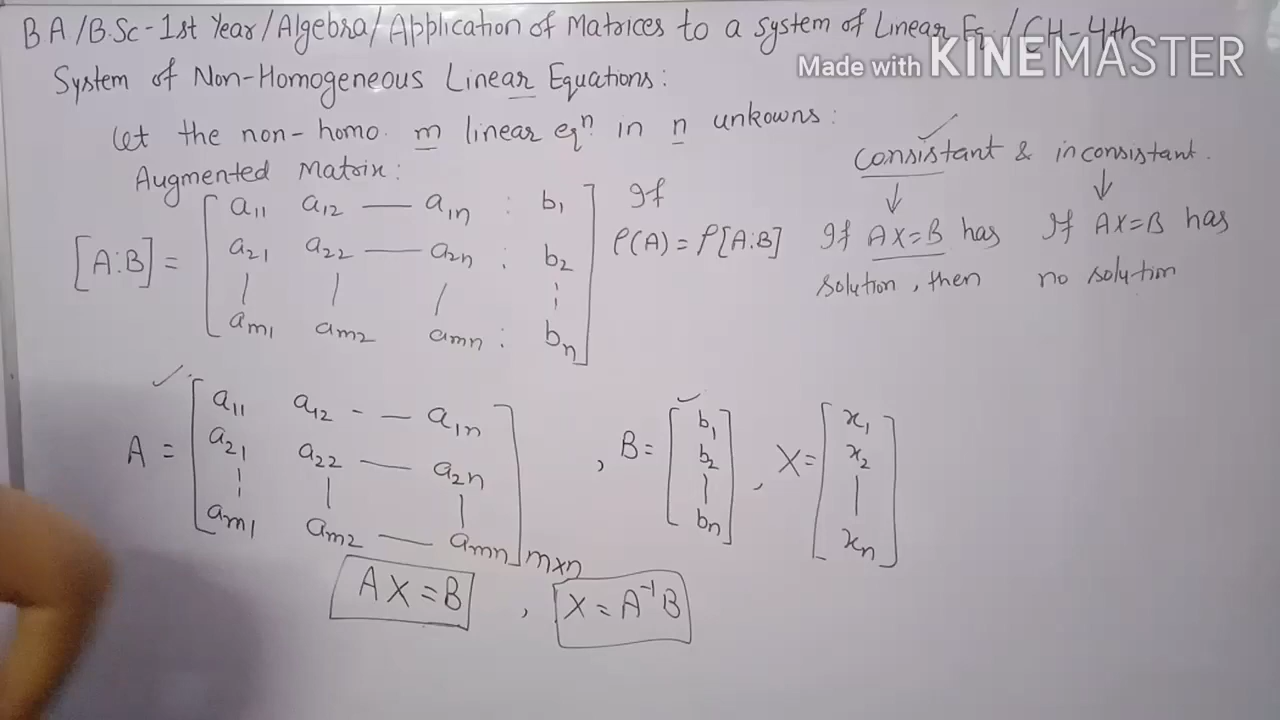 BA/B.Sc-1st Year/Algebra/Application of Matrices to a system of Linear Eq./CH-4th
Made with KINEMASTER
System of Non-Homogeneous Linear Equations:
Let the non-homo. m linear eqⁿ. in n unkowns:
Consistant & inconsistant.
Augmented Matrix:
[A:B] = [a₁₁ a₁₂ — a₁ₙ : b₁
a₂₁ a₂₂ — a₂ₙ : b₂
| | | ¦
aₘ₁ aₘ₂ aₘₙ : bₙ]
If
ρ(A) = ρ[A:B]
If AX=B has
solution, then
If AX=B has
no solution
A = [a₁₁ a₁₂ - — a₁ₙ
a₂₁ a₂₂ — a₂ₙ
¦ | |
aₘ₁ aₘ₂ — aₘₙ]m×n
, B = [b₁
b₂
|
bₙ]
, X = [x₁
x₂
|
xₙ]
AX = B , X = A⁻¹B